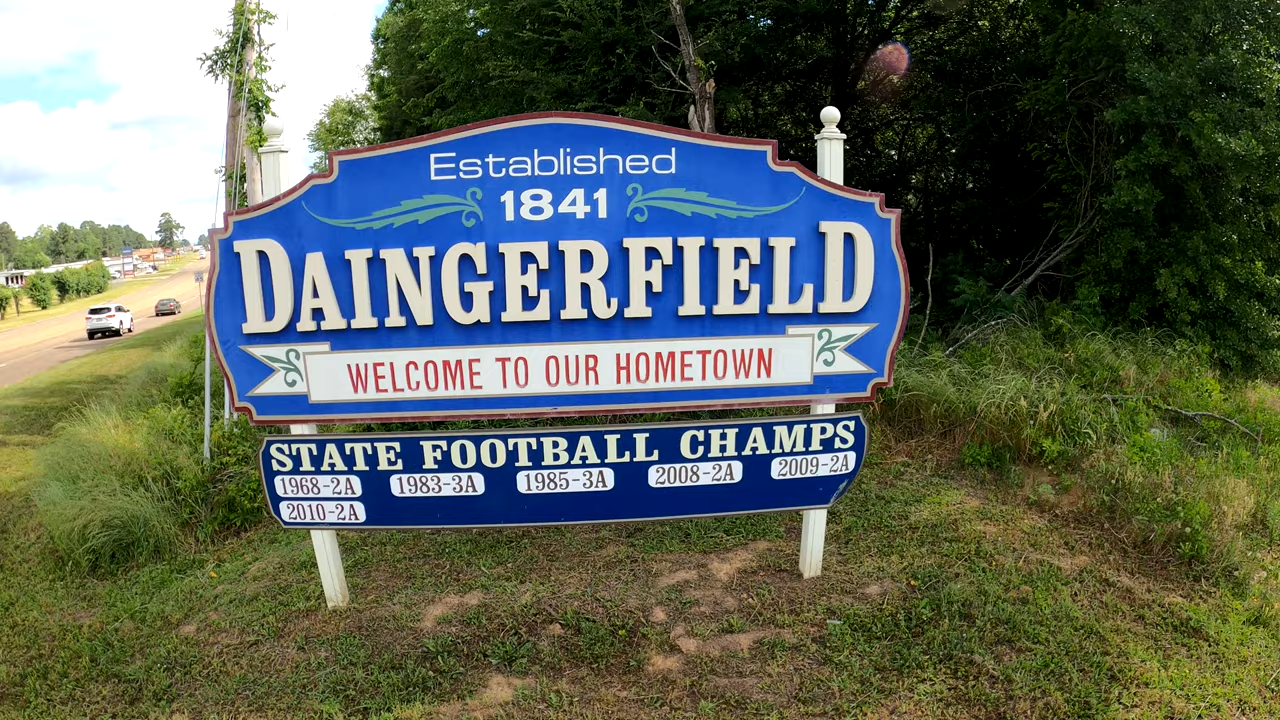 Established
1841
DAINGERFIELD
WELCOME TO OUR HOMETOWN
STATE FOOTBALL CHAMPS
1968-2A 1983-3A 1985-3A 2008-2A 2009-2A
2010-2A